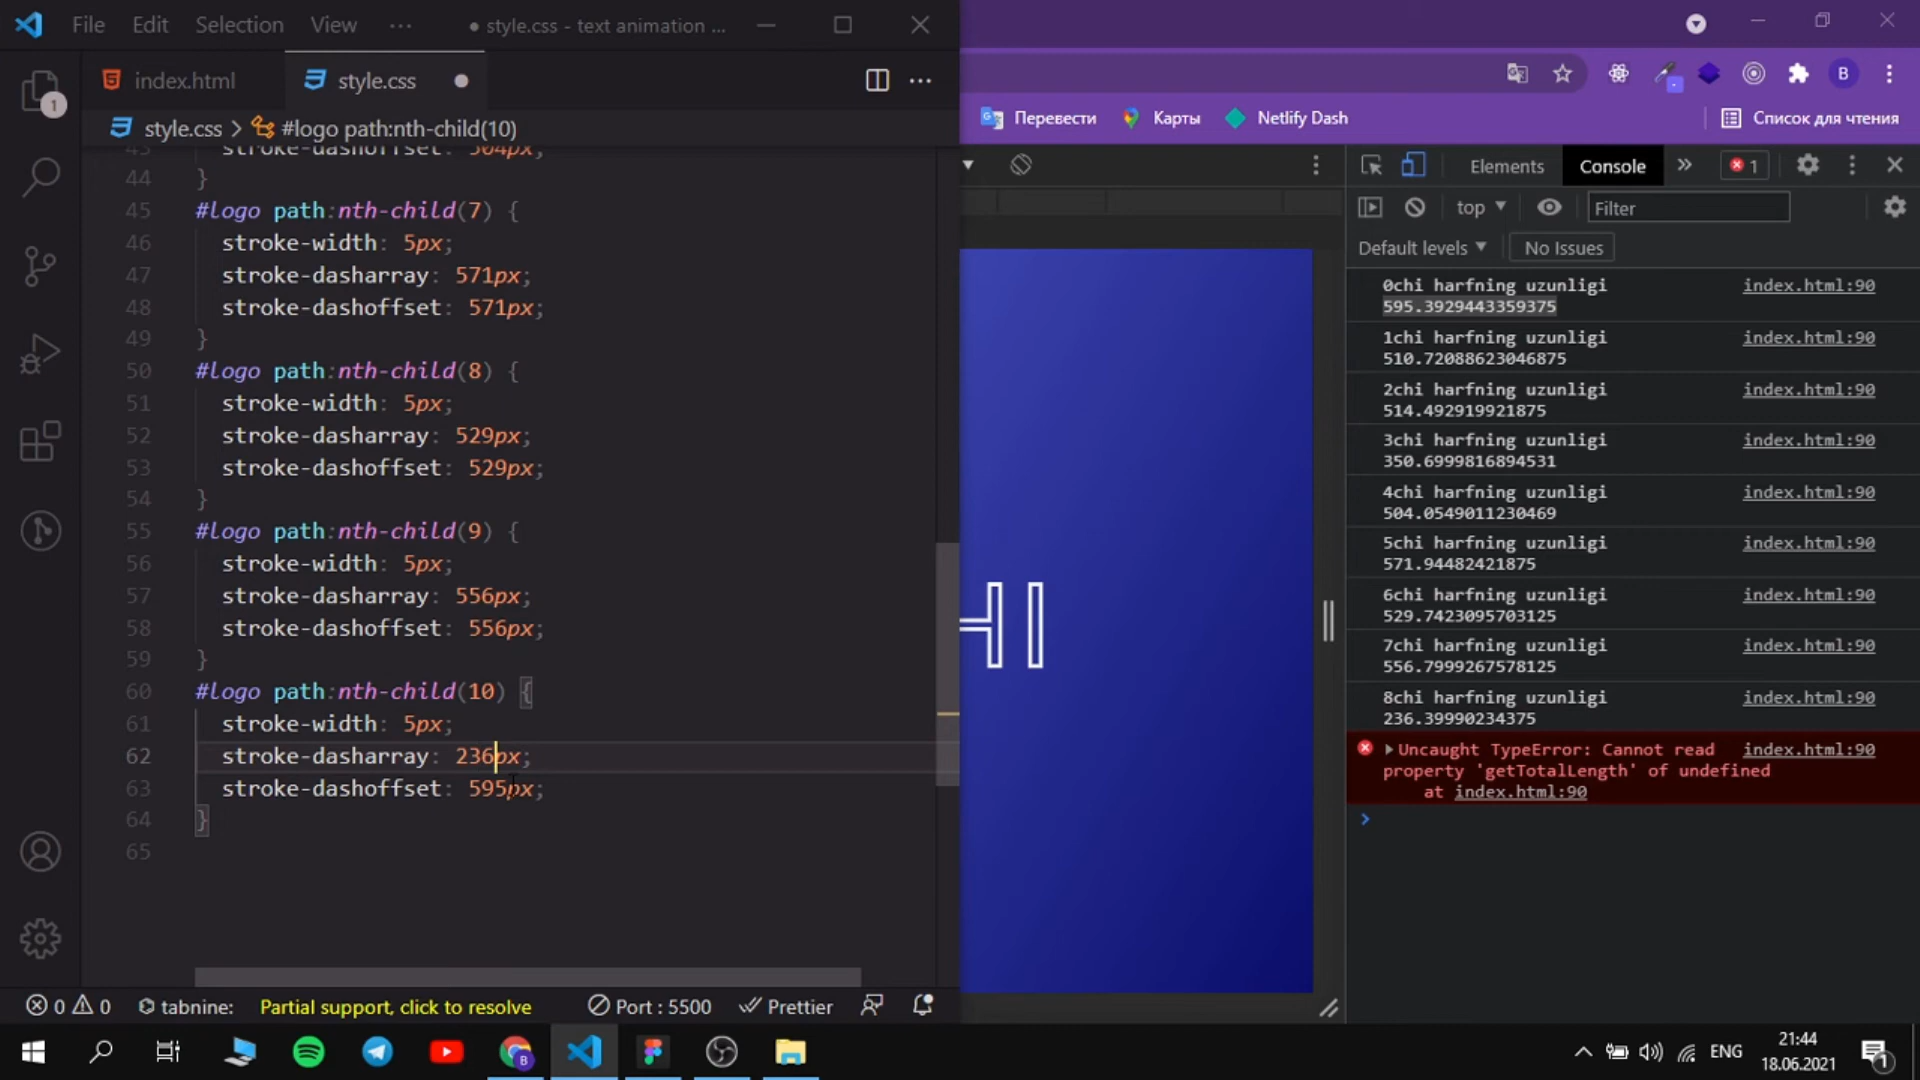 File Edit Selection View ··· ● style.css - text animation ...
index.html style.css
style.css > #logo path:nth-child(10)
43 stroke-dashoffset: 504px;
44 }
45 #logo path:nth-child(7) {
46 stroke-width: 5px;
47 stroke-dasharray: 571px;
48 stroke-dashoffset: 571px;
49 }
50 #logo path:nth-child(8) {
51 stroke-width: 5px;
52 stroke-dasharray: 529px;
53 stroke-dashoffset: 529px;
54 }
55 #logo path:nth-child(9) {
56 stroke-width: 5px;
57 stroke-dasharray: 556px;
58 stroke-dashoffset: 556px;
59 }
60 #logo path:nth-child(10) {
61 stroke-width: 5px;
62 stroke-dasharray: 236px;
63 stroke-dashoffset: 595px;
64 }
65
1
0 0 tabnine: Partial support, click to resolve Port : 5500 Prettier
B
Перевести Карты Netlify Dash Список для чтения
HI
Elements Console » 1
top Filter
Default levels No Issues
0chi harfning uzunligi index.html:90
595.3929443359375
1chi harfning uzunligi index.html:90
510.72088623046875
2chi harfning uzunligi index.html:90
514.492919921875
3chi harfning uzunligi index.html:90
350.6999816894531
4chi harfning uzunligi index.html:90
504.0549011230469
5chi harfning uzunligi index.html:90
571.94482421875
6chi harfning uzunligi index.html:90
529.7423095703125
7chi harfning uzunligi index.html:90
556.7999267578125
8chi harfning uzunligi index.html:90
236.39990234375
Uncaught TypeError: Cannot read index.html:90
property 'getTotalLength' of undefined
at index.html:90
B
ENG
21:44
18.06.2021
1